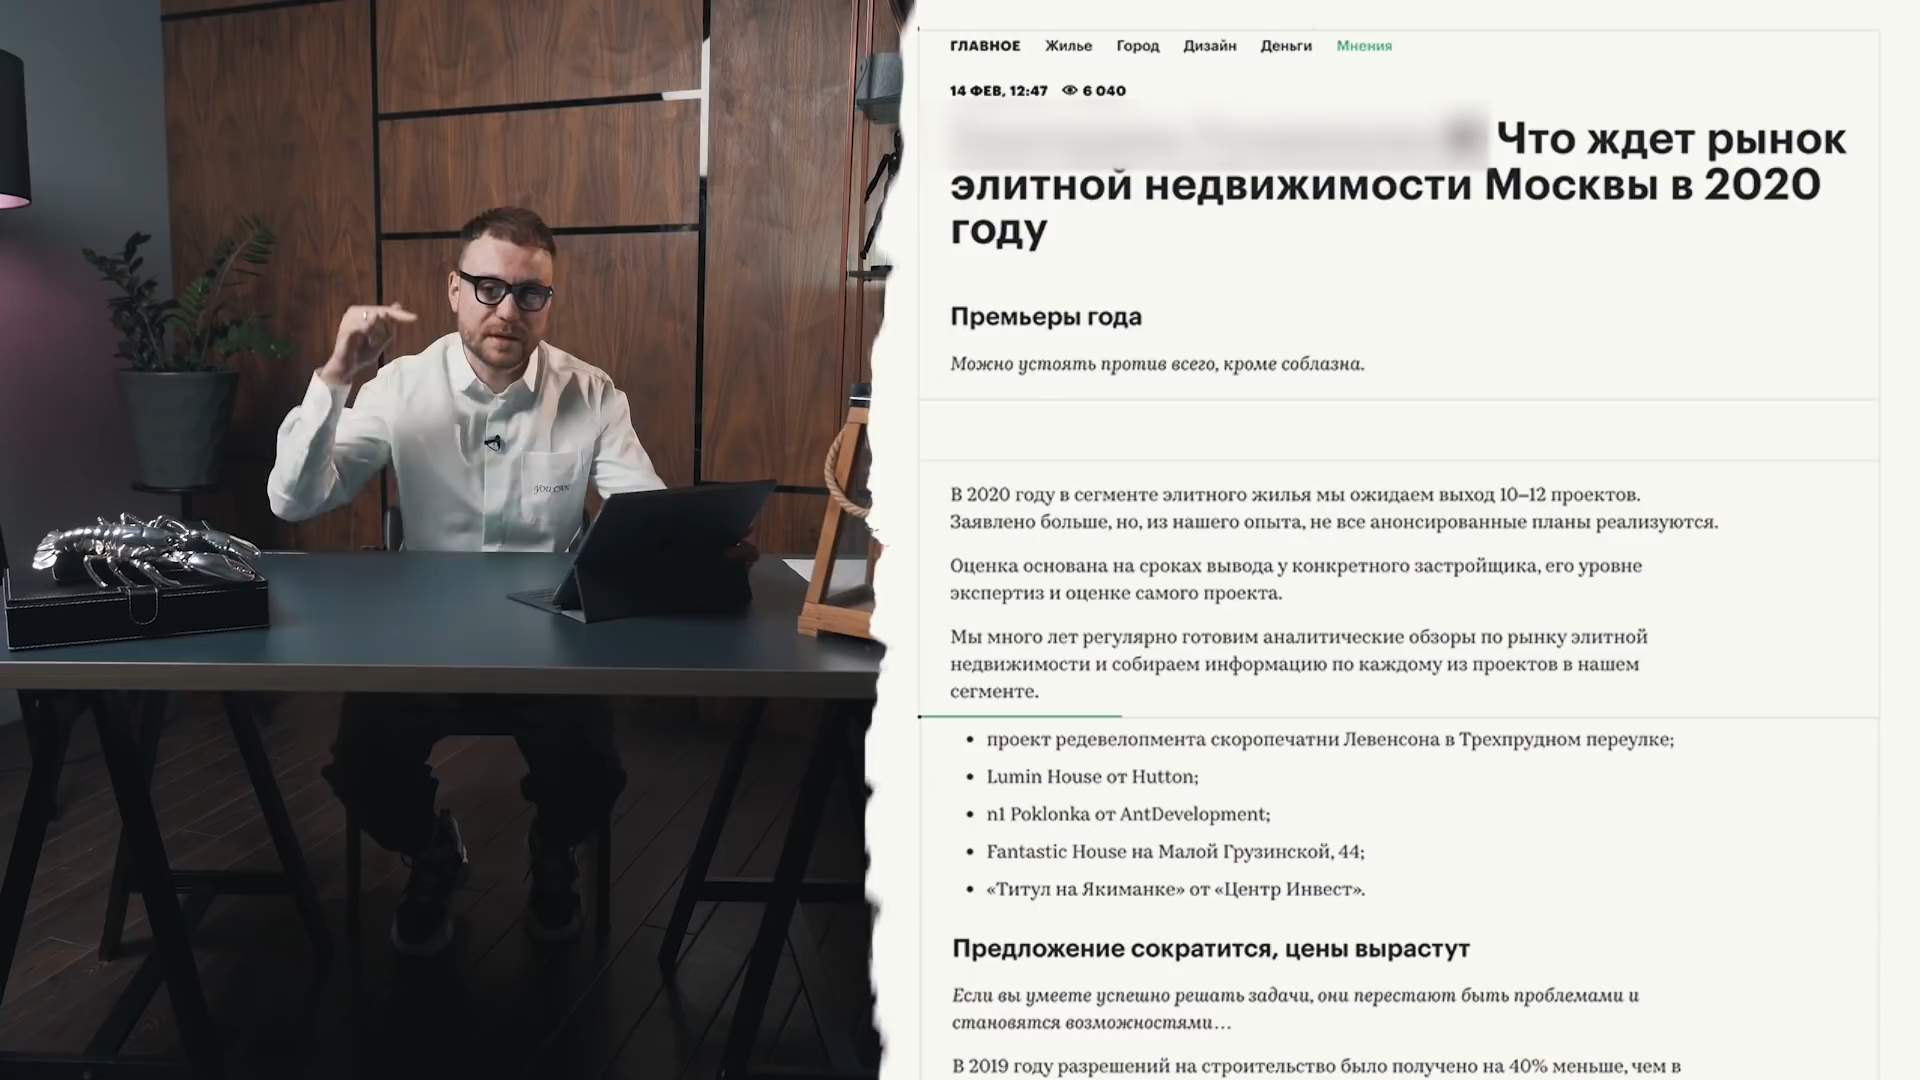 ГЛАВНОЕ Жилье Город Дизайн Деньги Мнения
14 ФЕВ, 12:47 6 040
Что ждет рынок
элитной недвижимости Москвы в 2020
году
Премьеры года
Можно устоять против всего, кроме соблазна.
В 2020 году в сегменте элитного жилья мы ожидаем выход 10–12 проектов.
Заявлено больше, но, из нашего опыта, не все анонсированные планы реализуются.
Оценка основана на сроках вывода у конкретного застройщика, его уровне
экспертиз и оценке самого проекта.
Мы много лет регулярно готовим аналитические обзоры по рынку элитной
недвижимости и собираем информацию по каждому из проектов в нашем
сегменте.
• проект редевелопмента скоропечатни Левенсона в Трехпрудном переулке;
• Lumin House от Hutton;
• n1 Poklonka от AntDevelopment;
• Fantastic House на Малой Грузинской, 44;
• «Титул на Якиманке» от «Центр Инвест».
Предложение сократится, цены вырастут
Если вы умеете успешно решать задачи, они перестают быть проблемами и
становятся возможностями…
В 2019 году разрешений на строительство было получено на 40% меньше, чем в
YOU CAN